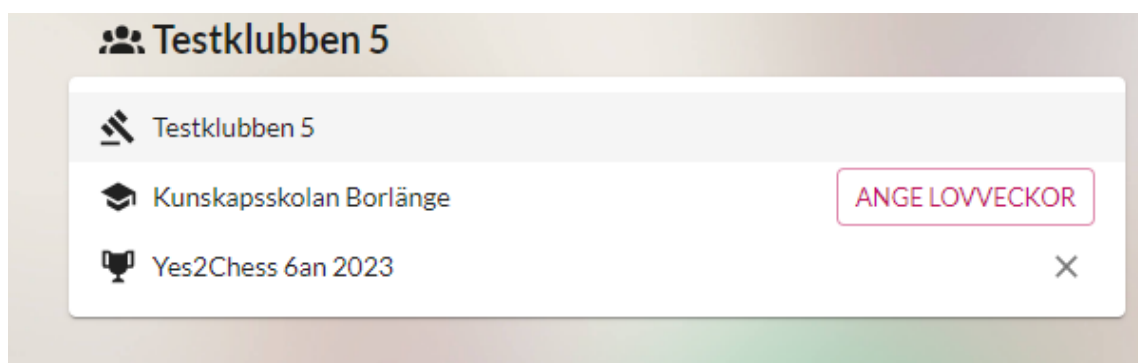 Testklubben 5
Testklubben 5
Kunskapsskolan Borlänge ANGE LOVVECKOR
Yes2Chess 6an 2023